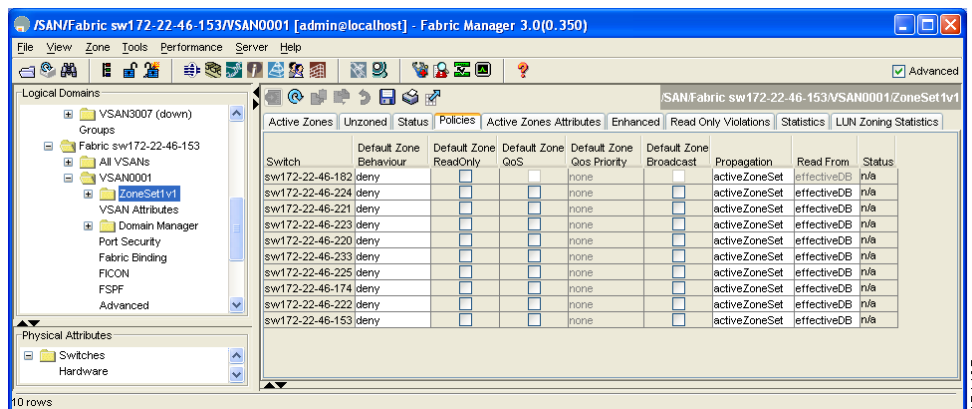 /SAN/Fabric sw172-22-46-153/VSAN0001 [admin@localhost] - Fabric Manager 3.0(0.350)
File View Zone Tools Performance Server Help
Advanced
Logical Domains
VSAN3007 (down)
Groups
Fabric sw172-22-46-153
All VSANs
VSAN0001
ZoneSet1v1
VSAN Attributes
Domain Manager
Port Security
Fabric Binding
FICON
FSPF
Advanced
Physical Attributes
Switches
Hardware
/SAN/Fabric sw172-22-46-153/VSAN0001/ZoneSet1v1
Active Zones Unzoned Status Policies Active Zones Attributes Enhanced Read Only Violations Statistics LUN Zoning Statistics
Default Zone Default Zone Default Zone Default Zone Default Zone
Switch Behaviour ReadOnly QoS Qos Priority Broadcast Propagation Read From Status
sw172-22-46-182 deny none activeZoneSet effectiveDB n/a
sw172-22-46-224 deny none activeZoneSet effectiveDB n/a
sw172-22-46-221 deny none activeZoneSet effectiveDB n/a
sw172-22-46-223 deny none activeZoneSet effectiveDB n/a
sw172-22-46-220 deny none activeZoneSet effectiveDB n/a
sw172-22-46-233 deny none activeZoneSet effectiveDB n/a
sw172-22-46-225 deny none activeZoneSet effectiveDB n/a
sw172-22-46-174 deny none activeZoneSet effectiveDB n/a
sw172-22-46-222 deny none activeZoneSet effectiveDB n/a
sw172-22-46-153 deny none activeZoneSet effectiveDB n/a
10 rows